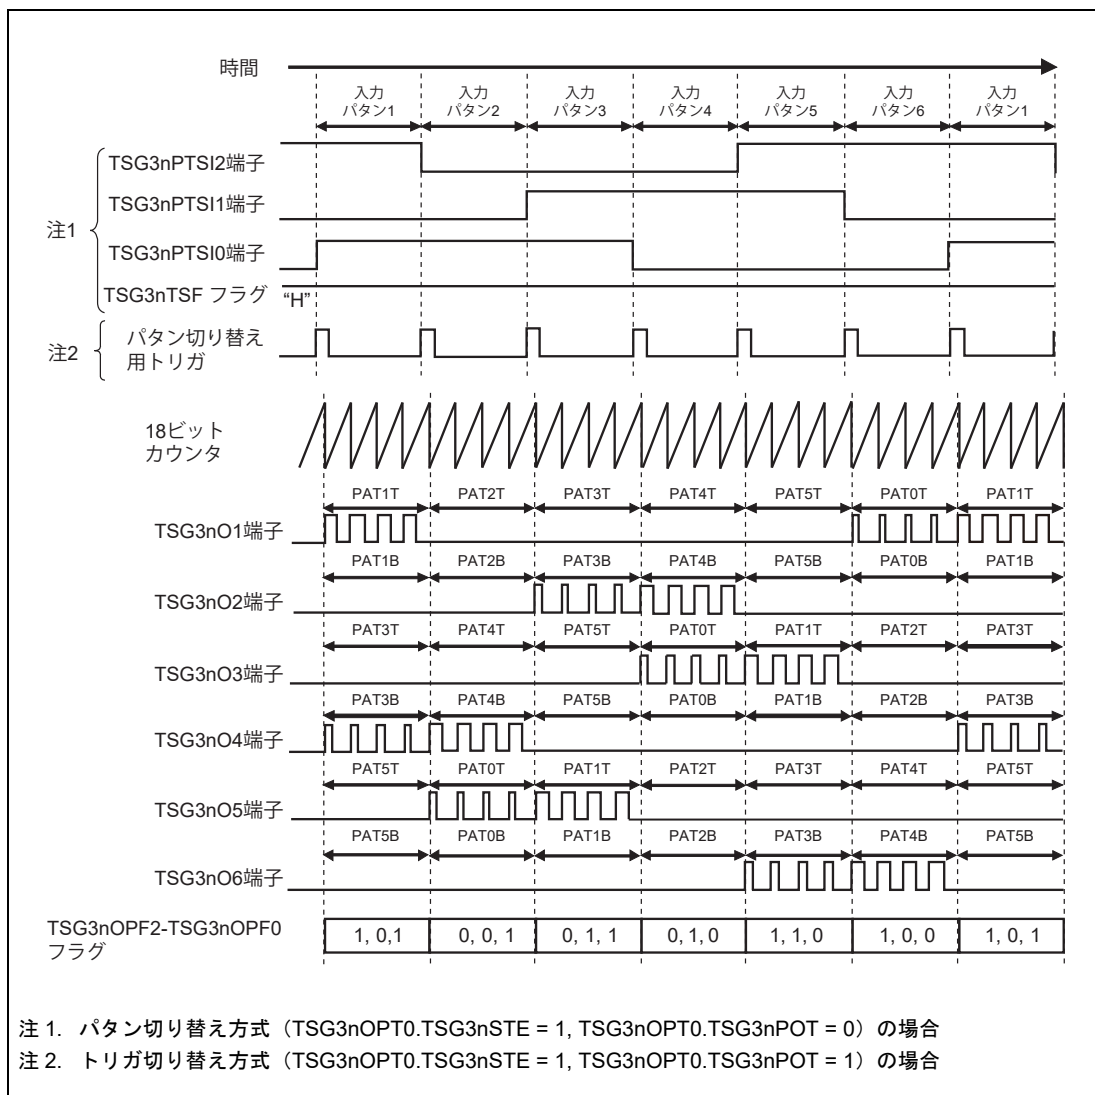 時間
入力
パタン1
入力
パタン2
入力
パタン3
入力
パタン4
入力
パタン5
入力
パタン6
入力
パタン1
注1
TSG3nPTSI2端子
TSG3nPTSI1端子
TSG3nPTSI0端子
TSG3nTSF フラグ “H”
注2
パタン切り替え
用トリガ
18ビット
カウンタ
PAT1T PAT2T PAT3T PAT4T PAT5T PAT0T PAT1T
TSG3nO1端子
PAT1B PAT2B PAT3B PAT4B PAT5B PAT0B PAT1B
TSG3nO2端子
PAT3T PAT4T PAT5T PAT0T PAT1T PAT2T PAT3T
TSG3nO3端子
PAT3B PAT4B PAT5B PAT0B PAT1B PAT2B PAT3B
TSG3nO4端子
PAT5T PAT0T PAT1T PAT2T PAT3T PAT4T PAT5T
TSG3nO5端子
PAT5B PAT0B PAT1B PAT2B PAT3B PAT4B PAT5B
TSG3nO6端子
TSG3nOPF2-TSG3nOPF0
フラグ
1, 0,1 0, 0, 1 0, 1, 1 0, 1, 0 1, 1, 0 1, 0, 0 1, 0, 1
注 1. パタン切り替え方式（TSG3nOPT0.TSG3nSTE = 1, TSG3nOPT0.TSG3nPOT = 0）の場合
注 2. トリガ切り替え方式（TSG3nOPT0.TSG3nSTE = 1, TSG3nOPT0.TSG3nPOT = 1）の場合